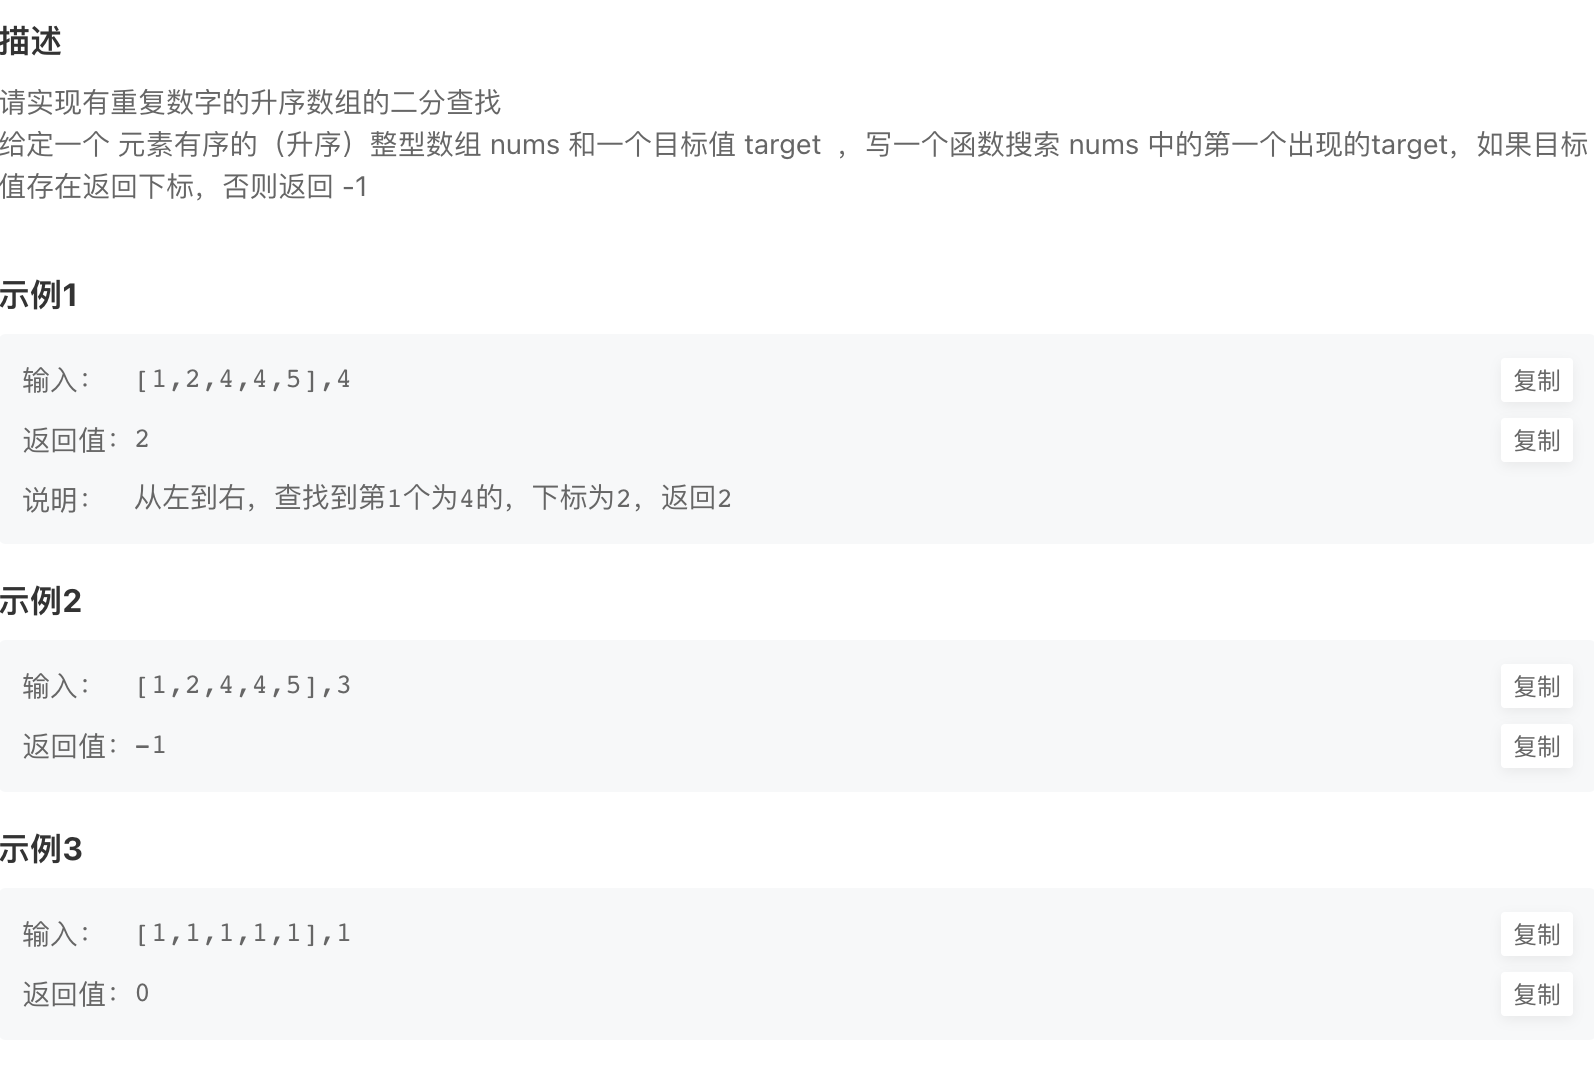 描述
请实现有重复数字的升序数组的二分查找
给定一个 元素有序的（升序）整型数组 nums 和一个目标值 target ，写一个函数搜索 nums 中的第一个出现的target，如果目标
值存在返回下标，否则返回 -1
示例1
输入： [1,2,4,4,5],4 复制
返回值：2 复制
说明： 从左到右，查找到第1个为4的，下标为2，返回2
示例2
输入： [1,2,4,4,5],3 复制
返回值：-1 复制
示例3
输入： [1,1,1,1,1],1 复制
返回值：0 复制